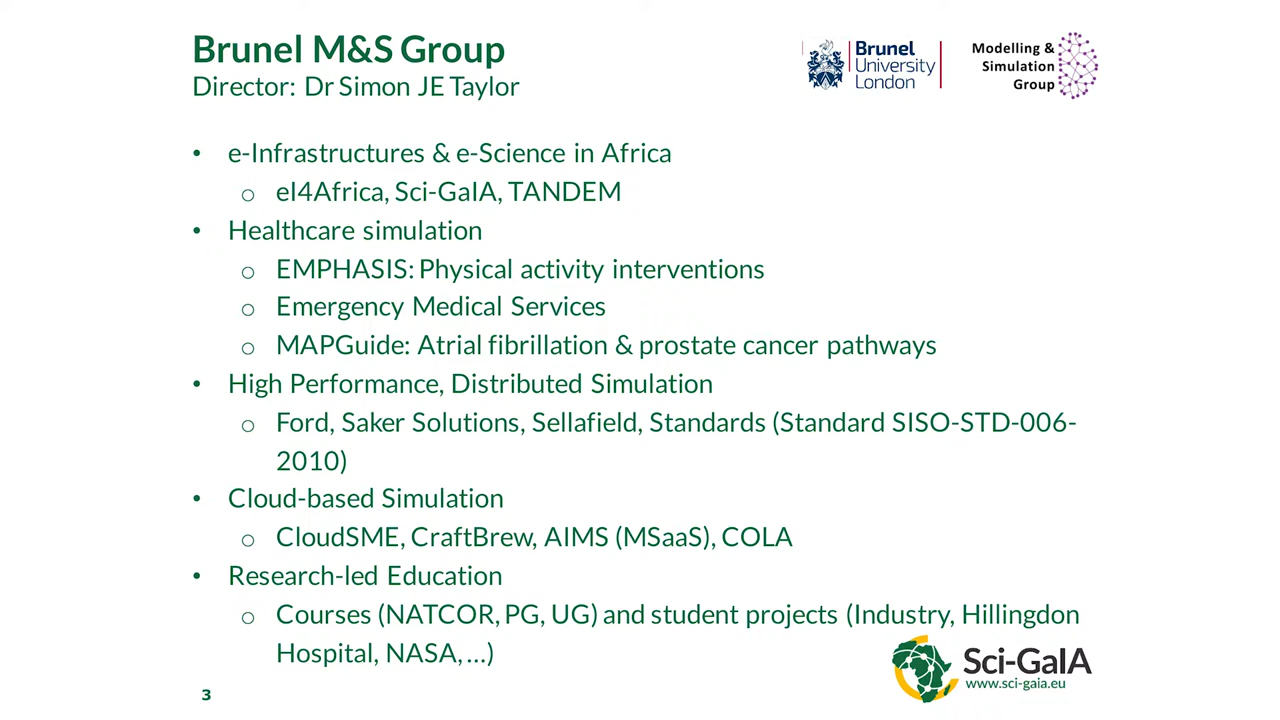 Brunel M&S Group
Director: Dr Simon JE Taylor
Brunel
University
London
Modelling &
Simulation
Group
• e-Infrastructures & e-Science in Africa
o eI4Africa, Sci-GaIA, TANDEM
• Healthcare simulation
o EMPHASIS: Physical activity interventions
o Emergency Medical Services
o MAPGuide: Atrial fibrillation & prostate cancer pathways
• High Performance, Distributed Simulation
o Ford, Saker Solutions, Sellafield, Standards (Standard SISO-STD-006-
2010)
• Cloud-based Simulation
o CloudSME, CraftBrew, AIMS (MSaaS), COLA
• Research-led Education
o Courses (NATCOR, PG, UG) and student projects (Industry, Hillingdon
Hospital, NASA, ...)
Sci-GaIA
www.sci-gaia.eu
3